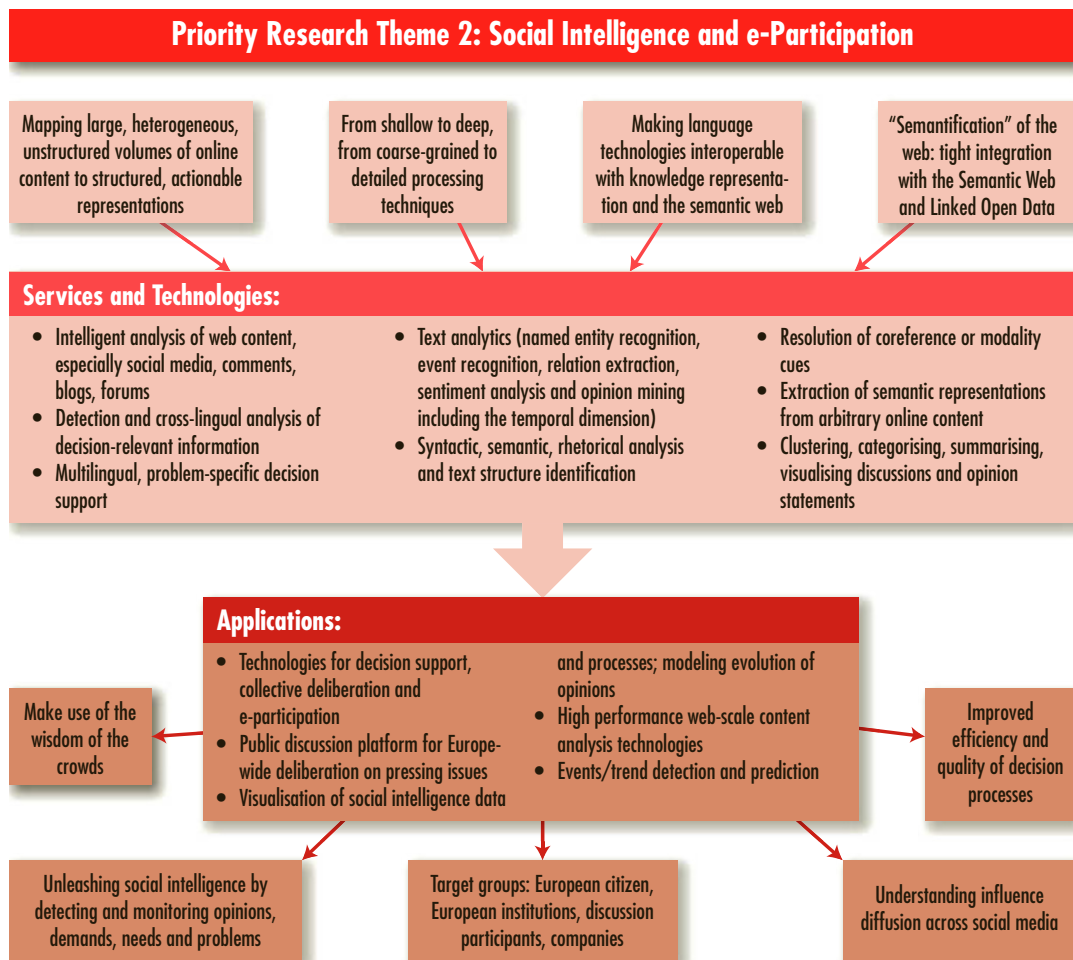 Priority Research Theme 2: Social Intelligence and e-Participation
Mapping large, heterogeneous,
unstructured volumes of online
content to structured, actionable
representations
From shallow to deep,
from coarse-grained to
detailed processing
techniques
Making language
technologies interoperable
with knowledge representa-
tion and the semantic web
“Semantification” of the
web: tight integration
with the Semantic Web
and Linked Open Data
Services and Technologies:
• Intelligent analysis of web content,
especially social media, comments,
blogs, forums
• Detection and cross-lingual analysis of
decision-relevant information
• Multilingual, problem-specific decision
support
• Text analytics (named entity recognition,
event recognition, relation extraction,
sentiment analysis and opinion mining
including the temporal dimension)
• Syntactic, semantic, rhetorical analysis
and text structure identification
• Resolution of coreference or modality
cues
• Extraction of semantic representations
from arbitrary online content
• Clustering, categorising, summarising,
visualising discussions and opinion
statements
Applications:
• Technologies for decision support,
collective deliberation and
e-participation
• Public discussion platform for Europe-
wide deliberation on pressing issues
• Visualisation of social intelligence data
and processes; modeling evolution of
opinions
• High performance web-scale content
analysis technologies
• Events/trend detection and prediction
Make use of the
wisdom of the
crowds
Improved
efficiency and
quality of decision
processes
Unleashing social intelligence by
detecting and monitoring opinions,
demands, needs and problems
Target groups: European citizen,
European institutions, discussion
participants, companies
Understanding influence
diffusion across social media